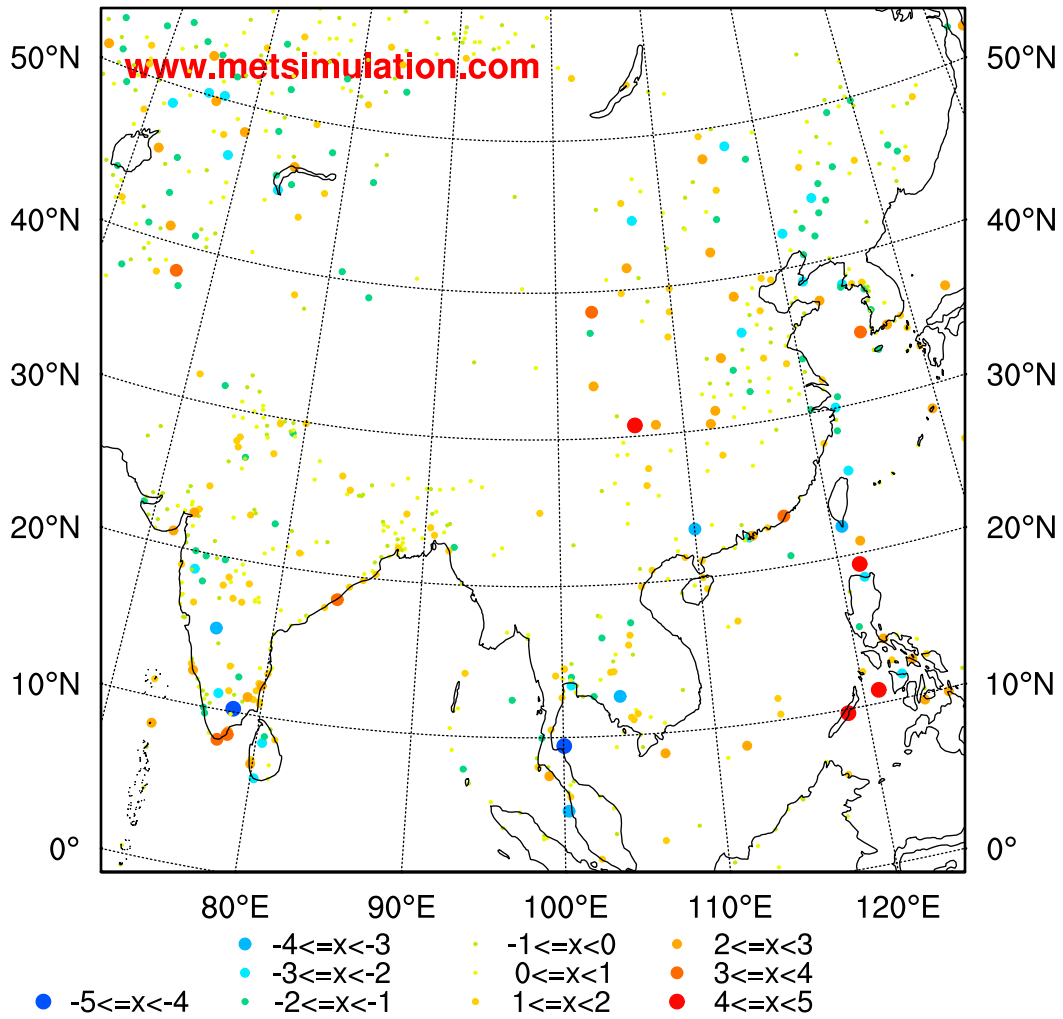 50°N 50°N
www.metsimulation.com
40°N 40°N
30°N 30°N
20°N 20°N
10°N 10°N
0° 0°
80°E 90°E 100°E 110°E 120°E
-4<=x<-3 -1<=x<0 2<=x<3
-3<=x<-2 0<=x<1 3<=x<4
-5<=x<-4 -2<=x<-1 1<=x<2 4<=x<5